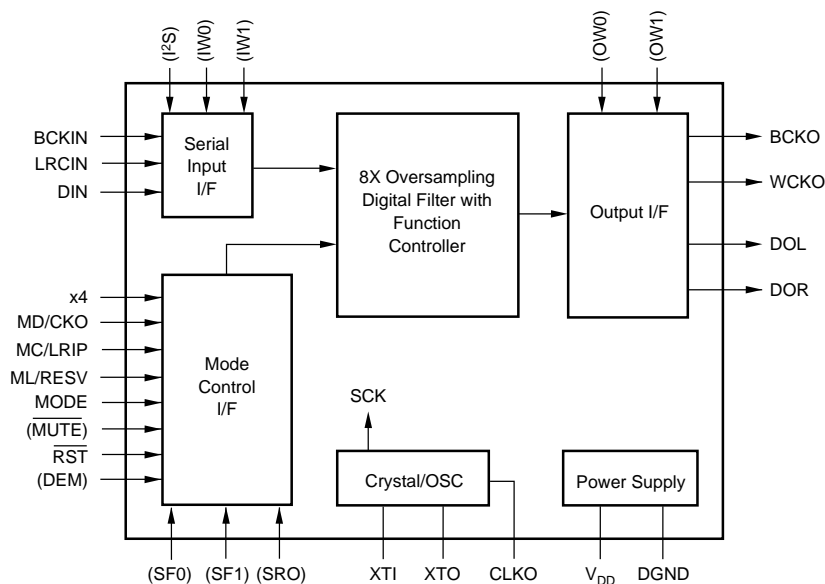 (I²S)
(IW0)
(IW1)
(OW0)
(OW1)
BCKIN
LRCIN
DIN
Serial
Input
I/F
8X Oversampling
Digital Filter with
Function
Controller
Output I/F
BCKO
WCKO
DOL
DOR
x4
MD/CKO
MC/LRIP
ML/RESV
MODE
(MUTE)
RST
(DEM)
Mode
Control
I/F
SCK
Crystal/OSC
Power Supply
(SF0)
(SF1)
(SRO)
XTI
XTO
CLKO
V_DD
DGND